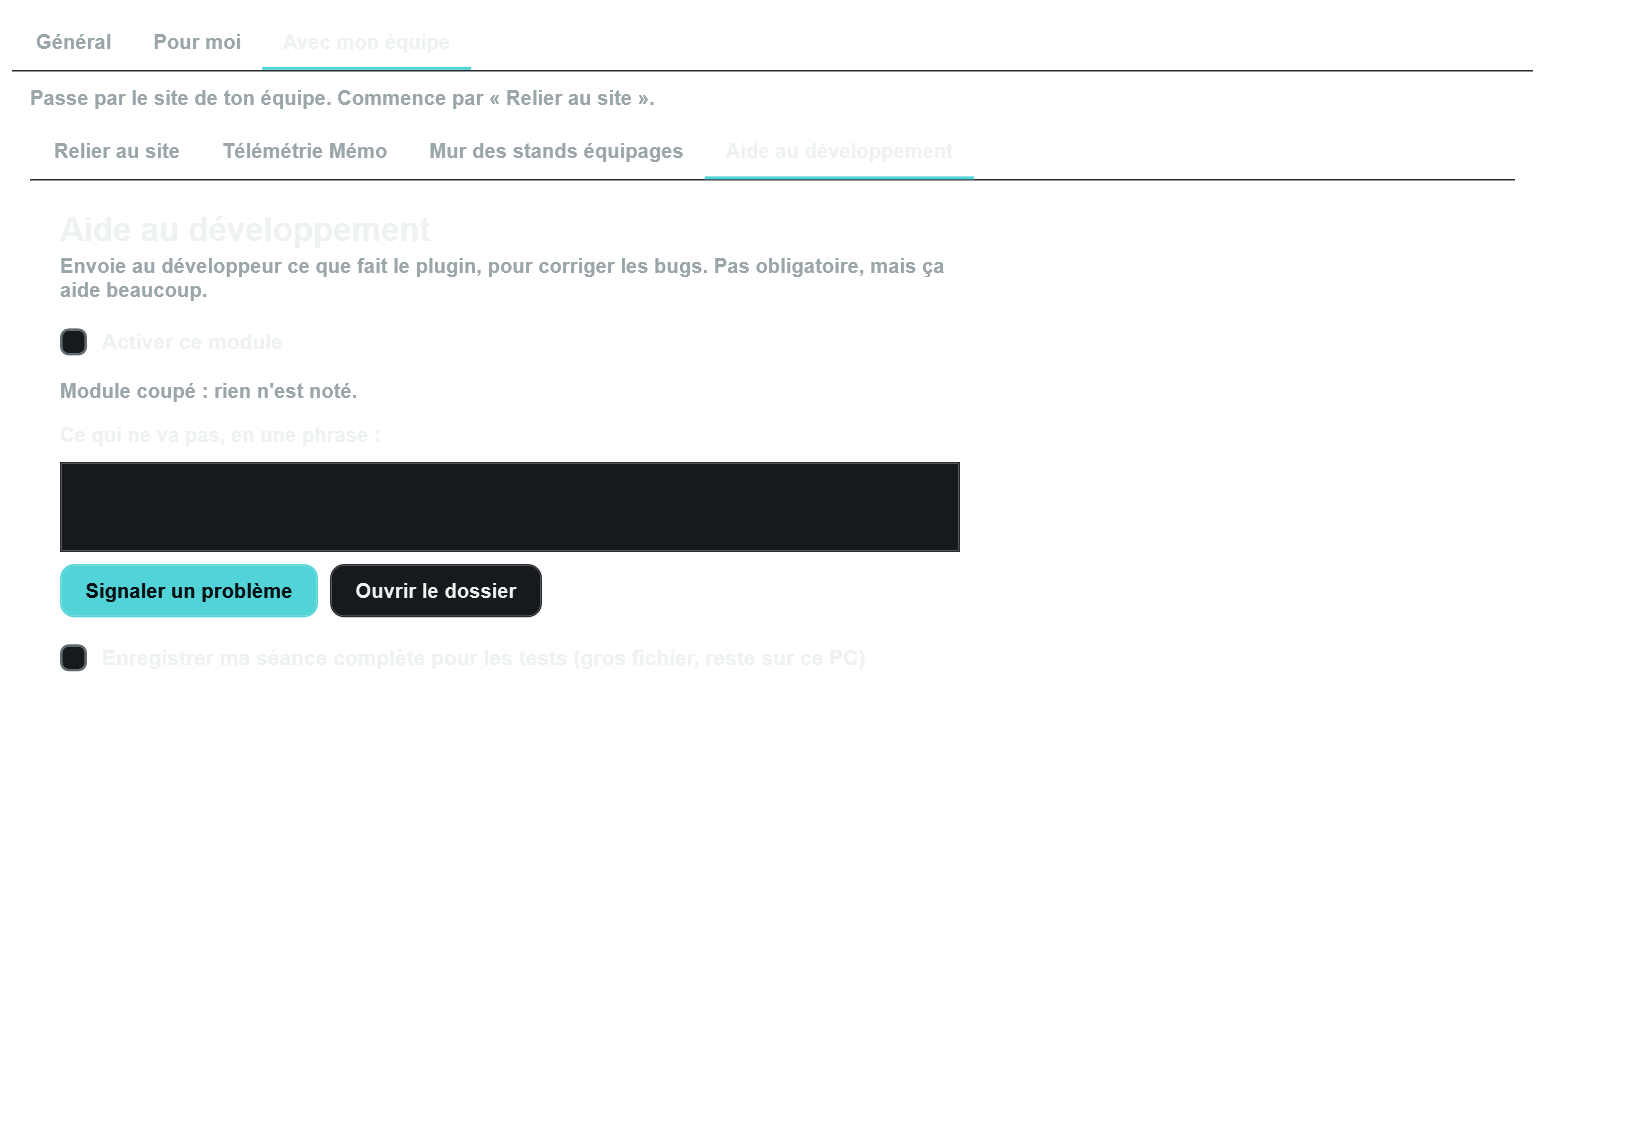 Général Pour moi Avec mon équipe
Passe par le site de ton équipe. Commence par « Relier au site ».
Relier au site Télémétrie Mémo Mur des stands équipages Aide au développement
Aide au développement
Envoie au développeur ce que fait le plugin, pour corriger les bugs. Pas obligatoire, mais ça
aide beaucoup.
Activer ce module
Module coupé : rien n'est noté.
Ce qui ne va pas, en une phrase :
Signaler un problème Ouvrir le dossier
Enregistrer ma séance complète pour les tests (gros fichier, reste sur ce PC)